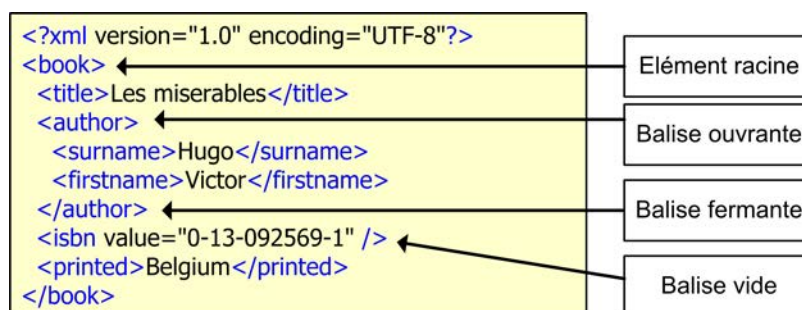 <?xml version="1.0" encoding="UTF-8"?>
<book>
<title>Les miserables</title>
<author>
<surname>Hugo</surname>
<firstname>Victor</firstname>
</author>
<isbn value="0-13-092569-1" />
<printed>Belgium</printed>
</book>
Elément racine
Balise ouvrante
Balise fermante
Balise vide